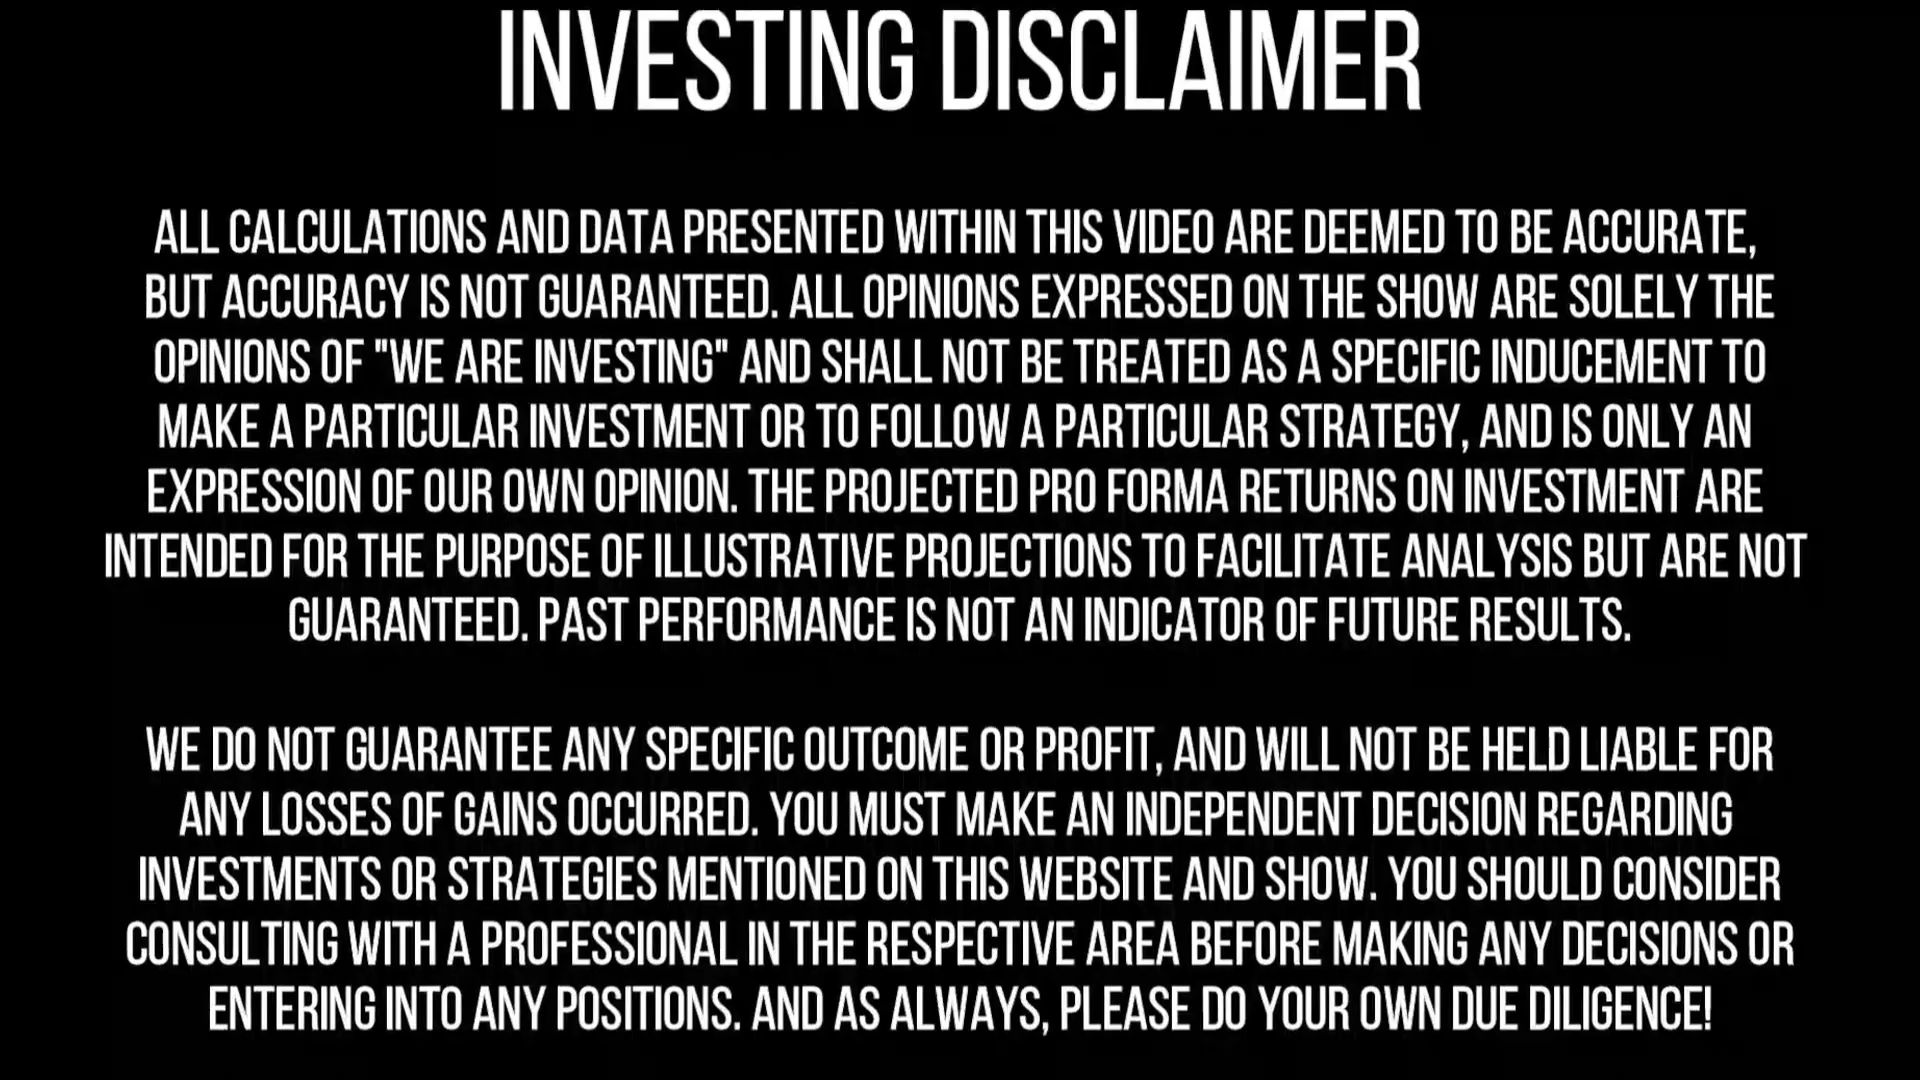 INVESTING DISCLAIMER
ALL CALCULATIONS AND DATA PRESENTED WITHIN THIS VIDEO ARE DEEMED TO BE ACCURATE,
BUT ACCURACY IS NOT GUARANTEED. ALL OPINIONS EXPRESSED ON THE SHOW ARE SOLELY THE
OPINIONS OF "WE ARE INVESTING" AND SHALL NOT BE TREATED AS A SPECIFIC INDUCEMENT TO
MAKE A PARTICULAR INVESTMENT OR TO FOLLOW A PARTICULAR STRATEGY, AND IS ONLY AN
EXPRESSION OF OUR OWN OPINION. THE PROJECTED PRO FORMA RETURNS ON INVESTMENT ARE
INTENDED FOR THE PURPOSE OF ILLUSTRATIVE PROJECTIONS TO FACILITATE ANALYSIS BUT ARE NOT
GUARANTEED. PAST PERFORMANCE IS NOT AN INDICATOR OF FUTURE RESULTS.
WE DO NOT GUARANTEE ANY SPECIFIC OUTCOME OR PROFIT, AND WILL NOT BE HELD LIABLE FOR
ANY LOSSES OF GAINS OCCURRED. YOU MUST MAKE AN INDEPENDENT DECISION REGARDING
INVESTMENTS OR STRATEGIES MENTIONED ON THIS WEBSITE AND SHOW. YOU SHOULD CONSIDER
CONSULTING WITH A PROFESSIONAL IN THE RESPECTIVE AREA BEFORE MAKING ANY DECISIONS OR
ENTERING INTO ANY POSITIONS. AND AS ALWAYS, PLEASE DO YOUR OWN DUE DILIGENCE!